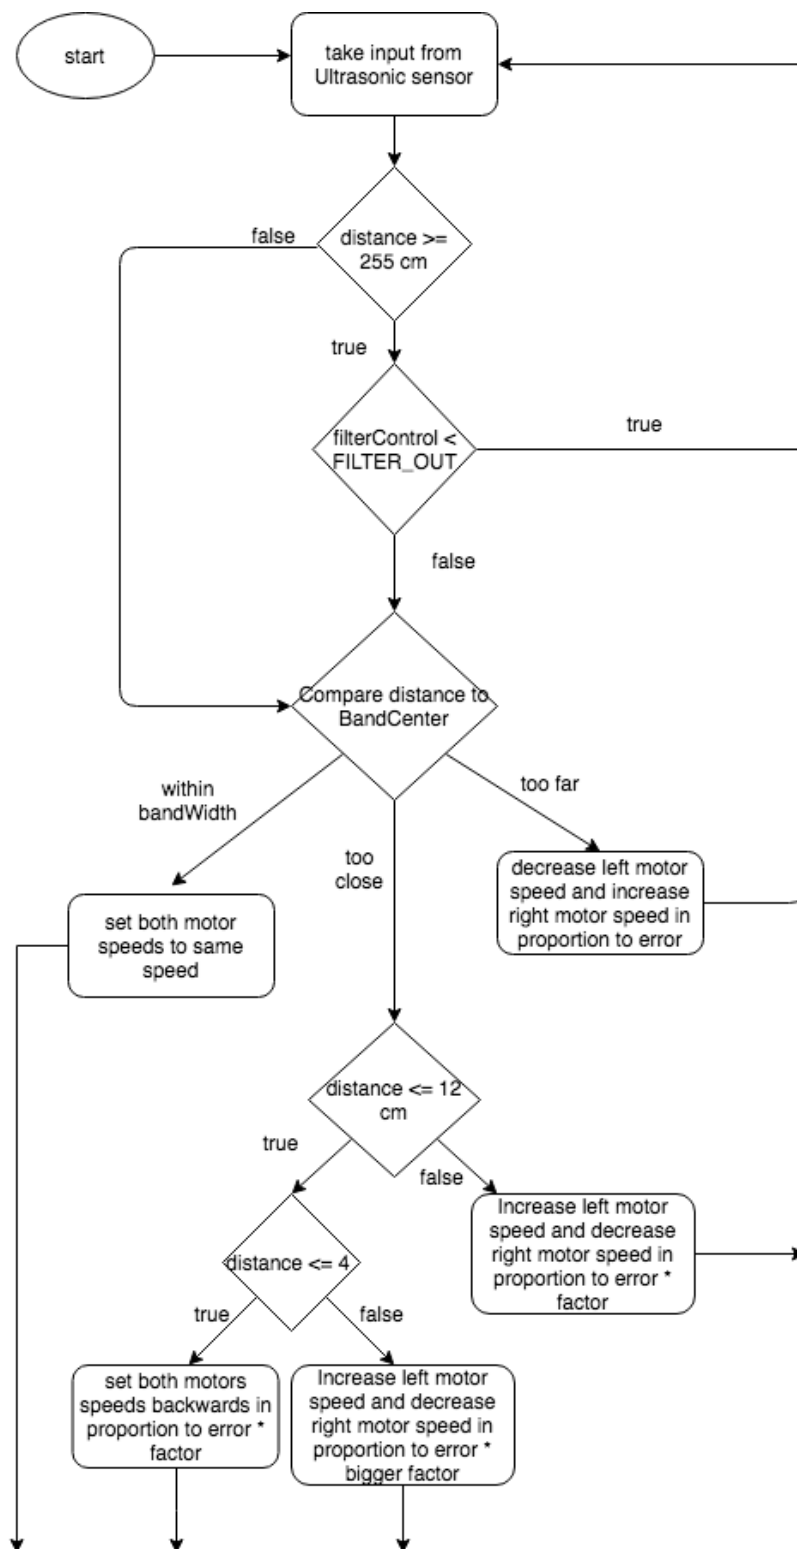 start
take input from
Ultrasonic sensor
false
distance >=
255 cm
true
filterControl <
FILTER_OUT
true
false
Compare distance to
BandCenter
within
bandWidth
too far
too
close
decrease left motor
speed and increase
right motor speed in
proportion to error
set both motor
speeds to same
speed
distance <= 12
cm
true
false
Increase left motor
speed and decrease
right motor speed in
proportion to error *
factor
distance <= 4
true
false
set both motors
speeds backwards in
proportion to error *
factor
Increase left motor
speed and decrease
right motor speed in
proportion to error *
bigger factor